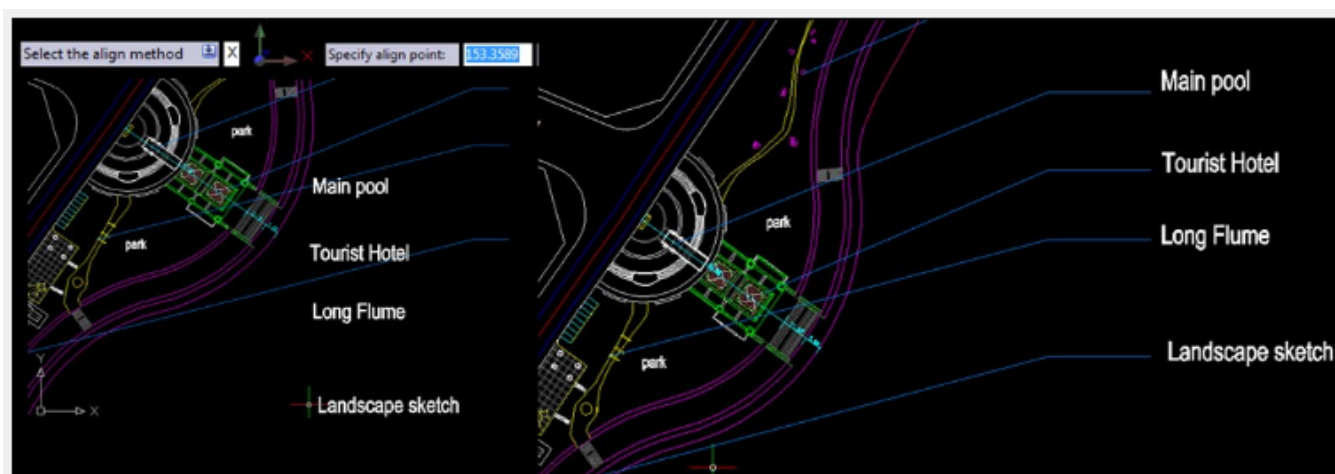 Select the align method X
Specify align point: 153.3589
park
Main pool
Tourist Hotel
park
Long Flume
Landscape sketch
Y
X
Main pool
Tourist Hotel
park
Long Flume
park
Landscape sketch